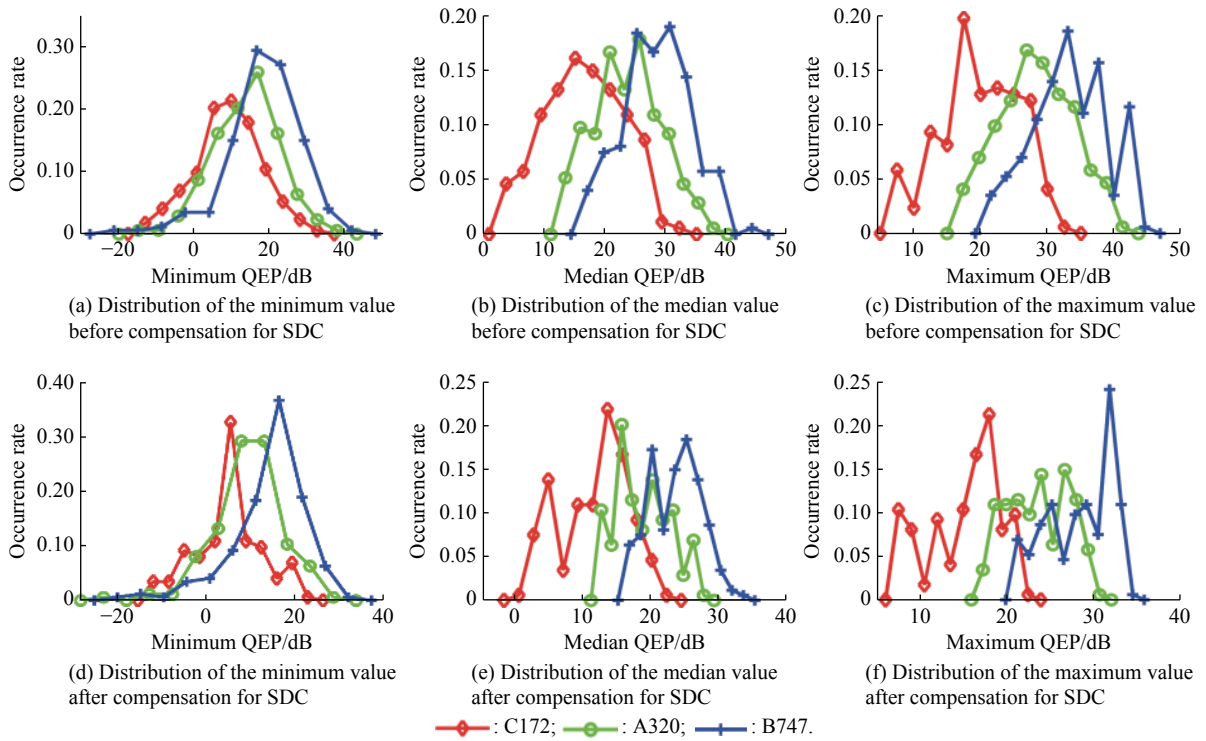 0.30
0.20
0.10
0
Occurrence rate
−20
0
20
40
Minimum QEP/dB
(a) Distribution of the minimum value
before compensation for SDC
0.20
0.15
0.10
0.05
0
Occurrence rate
0
10
20
30
40
50
Median QEP/dB
(b) Distribution of the median value
before compensation for SDC
0.20
0.15
0.10
0.05
0
Occurrence rate
10
20
30
40
50
Maximum QEP/dB
(c) Distribution of the maximum value
before compensation for SDC
0.40
0.30
0.20
0.10
0
Occurrence rate
−20
0
20
40
Minimum QEP/dB
(d) Distribution of the minimum value
after compensation for SDC
0.25
0.20
0.15
0.10
0.05
0
Occurrence rate
0
10
20
30
40
Median QEP/dB
(e) Distribution of the median value
after compensation for SDC
0.25
0.20
0.15
0.10
0.05
0
Occurrence rate
10
20
30
40
Maximum QEP/dB
(f) Distribution of the maximum value
after compensation for SDC
: C172; : A320; : B747.